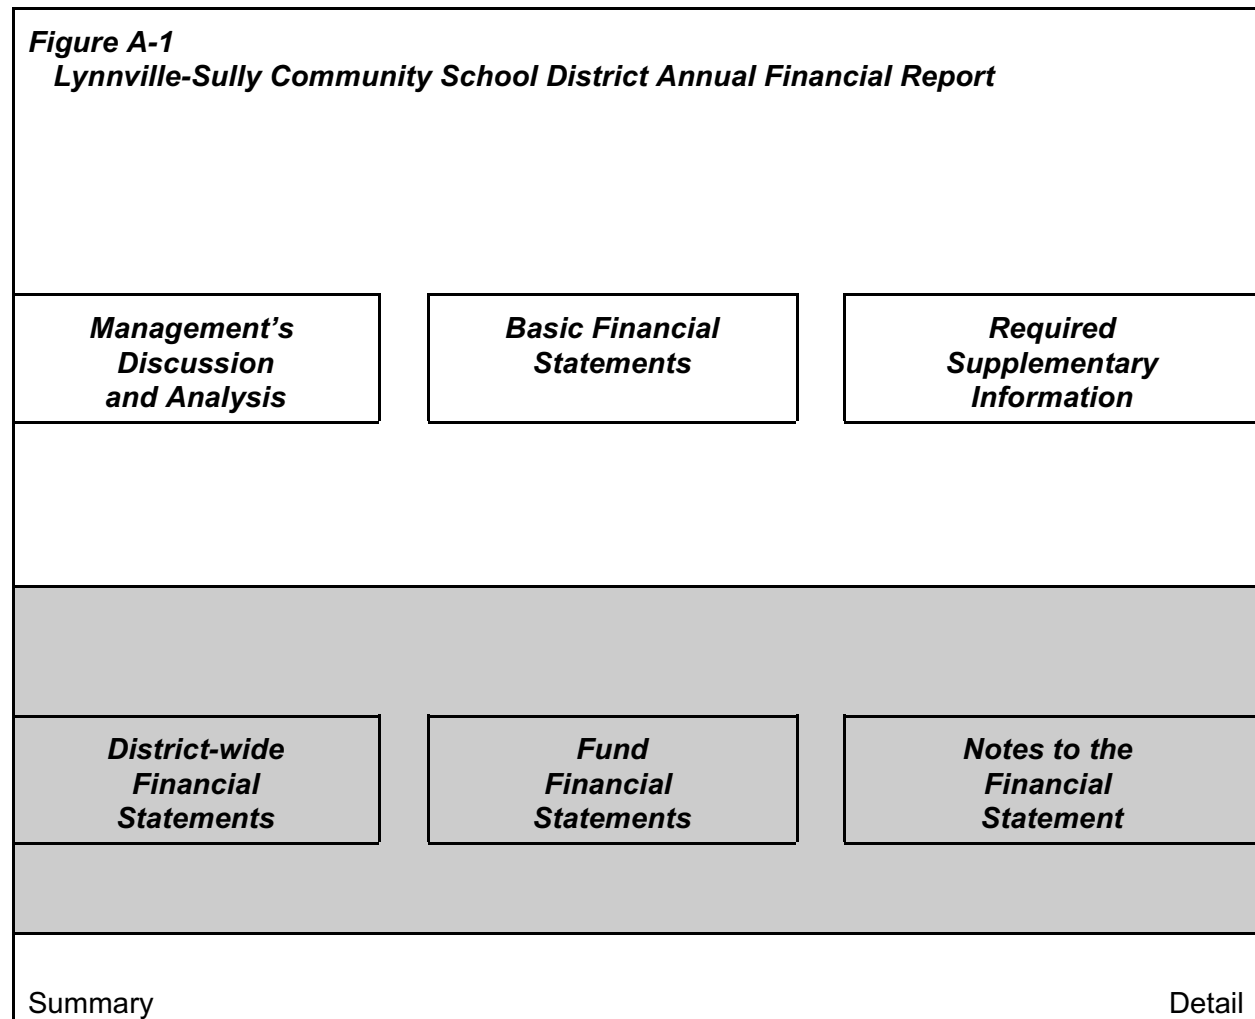 Figure A-1
Lynnville-Sully Community School District Annual Financial Report
Management’s
Discussion
and Analysis
Basic Financial
Statements
Required
Supplementary
Information
District-wide
Financial
Statements
Fund
Financial
Statements
Notes to the
Financial
Statement
Summary
Detail